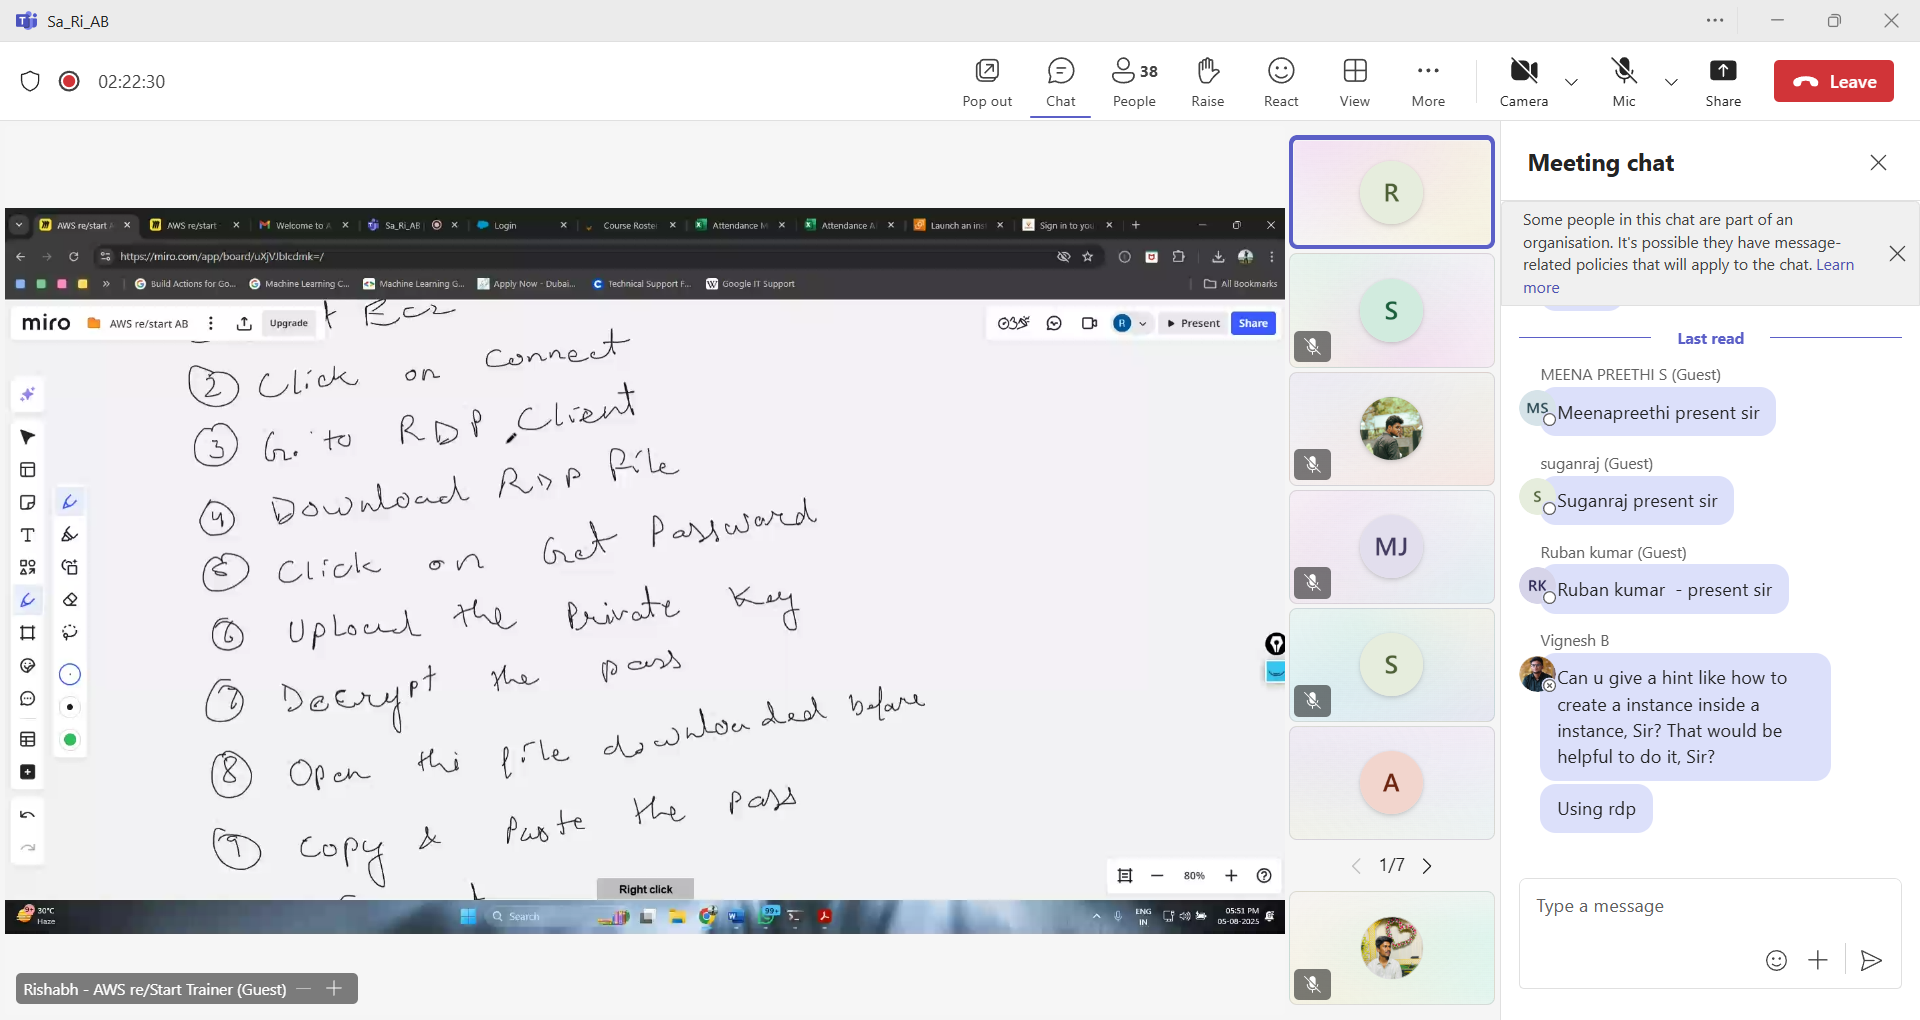 Sa_Ri_AB
02:22:30
Pop out
Chat
People 38
Raise
React
View
More
Camera
Mic
Share
Leave
AWS re/start A
AWS re/start
Welcome to A
Sa_Ri_AB
Login
Course Roste
Attendance M
Attendance A
Launch an ins
Sign in to you
https://miro.com/app/board/uXjVJbIcdmk=/
Build Actions for Go...
Machine Learning C...
Machine Learning G...
Apply Now - Dubai...
Technical Support F...
Google IT Support
All Bookmarks
miro
AWS re/start AB
Upgrade
R
Present
Share
Ec2
2 Click on Connect
3 Go to RDP Client
4 Download RDP file
5 Click on Get Password
6 Upload the Private Key
7 Decrypt the pass
8 Open the file downloaded before
9 Copy & Paste the pass
Right click
80%
30°C
Haze
Search
99+
ENG
IN
05:51 PM
05-08-2025
Rishabh - AWS re/Start Trainer (Guest)
R
S
MJ
S
A
1/7
Meeting chat
Some people in this chat are part of an
organisation. It's possible they have message-
related policies that will apply to the chat. Learn
more
Last read
MEENA PREETHI S (Guest)
MS
Meenapreethi present sir
suganraj (Guest)
S
Suganraj present sir
Ruban kumar (Guest)
RK
Ruban kumar - present sir
Vignesh B
Can u give a hint like how to
create a instance inside a
instance, Sir? That would be
helpful to do it, Sir?
Using rdp
Type a message